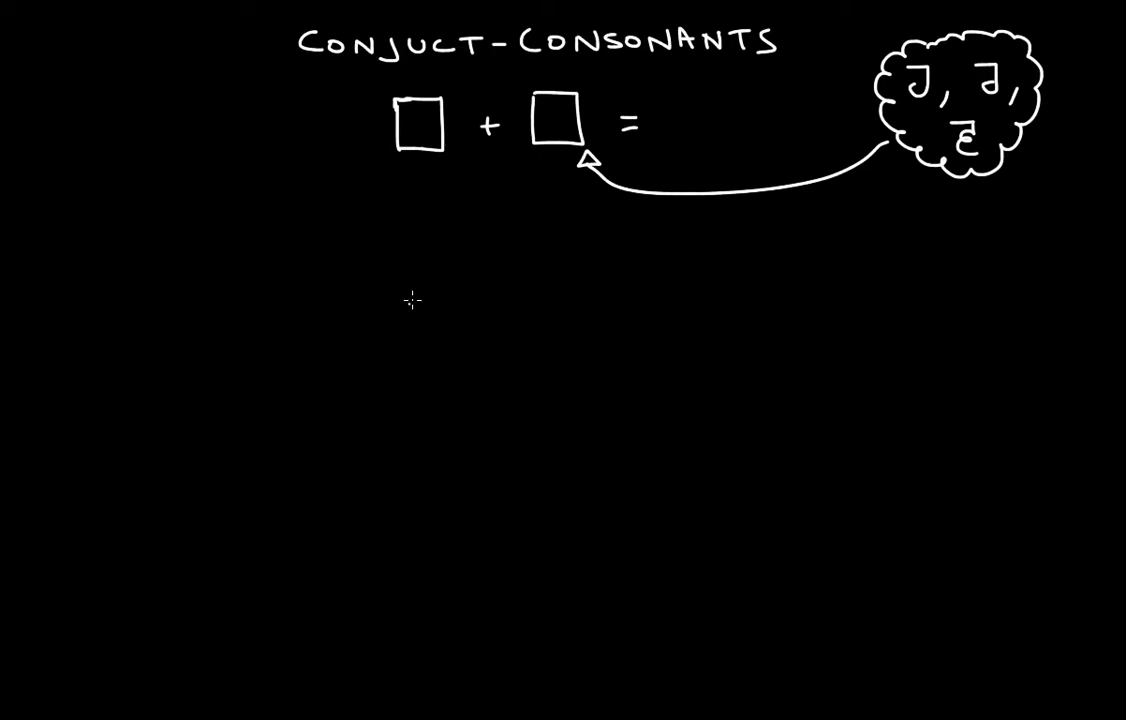 CONJUCT-CONSONANTS
ਰ, ਵ,
ਹ
+ =